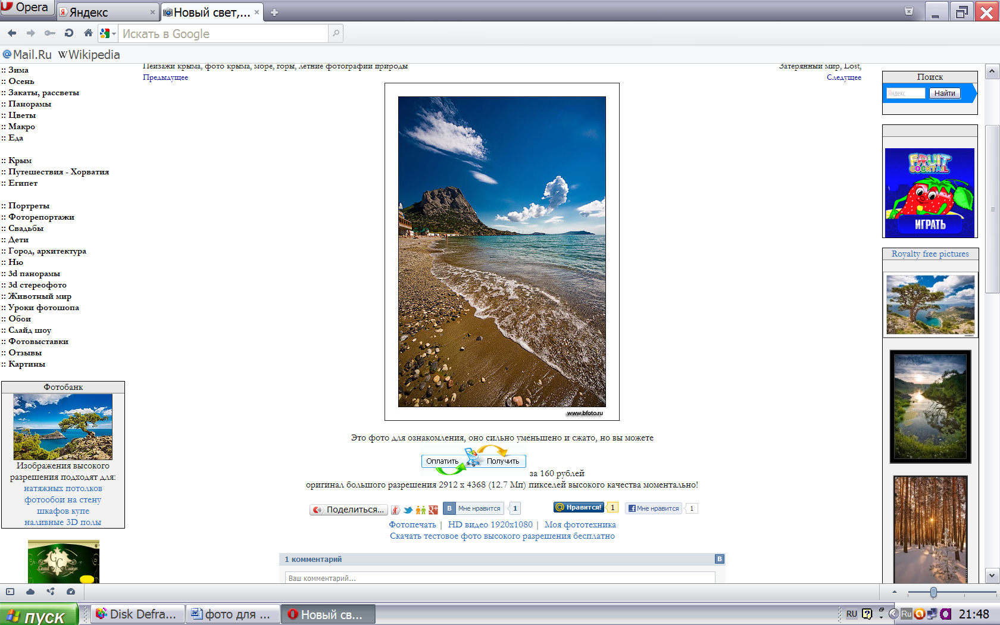 Opera
Яндекс
Новый свет,...
Искать в Google
Mail.Ru
Wikipedia
:: Зима
:: Осень
:: Закаты, рассветы
:: Панорамы
:: Цветы
:: Макро
:: Еда
:: Крым
:: Путешествия - Хорватия
:: Египет
:: Портреты
:: Фоторепортажи
:: Свадьбы
:: Дети
:: Город, архитектура
:: Ню
:: 3d панорамы
:: 3d стереофото
:: Животный мир
:: Уроки фотошопа
:: Обои
:: Слайд шоу
:: Фотовыставки
:: Отзывы
:: Картины
Фотобанк
Изображения высокого
разрешения подходят для:
натяжных потолков
фотообои на стену
шкафов купе
наливные 3D полы
Grand Casino
Пейзажи крыма, фото крыма, море, горы, летние фотографии природы
Затерянный мир, Lost,
Предыдущее
Следущее
www.bfoto.ru
Это фото для ознакомления, оно сильно уменьшено и сжато, но вы можете
Оплатить Получить за 160 рублей
оригинал большого разрешения 2912 x 4368 (12.7 Мп) пикселей высокого качества моментально!
Поделиться... В Мне нравится 1 Нравится! 1 Мне нравится 1
Фотопечать | HD видео 1920x1080 | Моя фототехника
Скачать тестовое фото высокого разрешения бесплатно
1 комментарий В
Ваш комментарий...
Поиск
Яндекс Найти
FRUIT
COCKTAIL
ИГРАТЬ
Royalty free pictures
пуск
Disk Defra...
фото для ...
Новый св...
RU
Ru
21:48